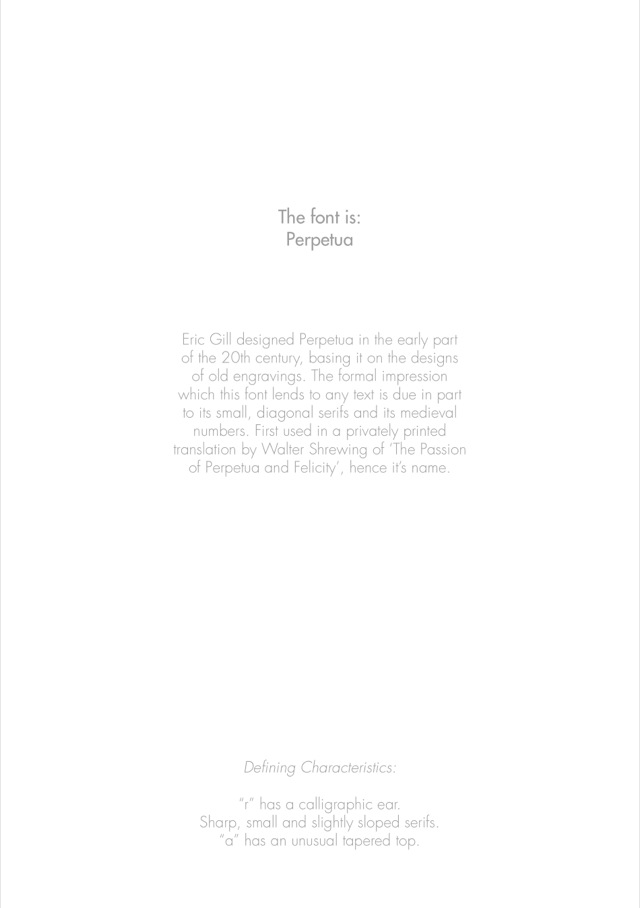 The font is:
Perpetua
Eric Gill designed Perpetua in the early part
of the 20th century, basing it on the designs
of old engravings. The formal impression
which this font lends to any text is due in part
to its small, diagonal serifs and its medieval
numbers. First used in a privately printed
translation by Walter Shrewing of ‘The Passion
of Perpetua and Felicity’, hence it’s name.
Defining Characteristics:
“r” has a calligraphic ear.
Sharp, small and slightly sloped serifs.
“a” has an unusual tapered top.